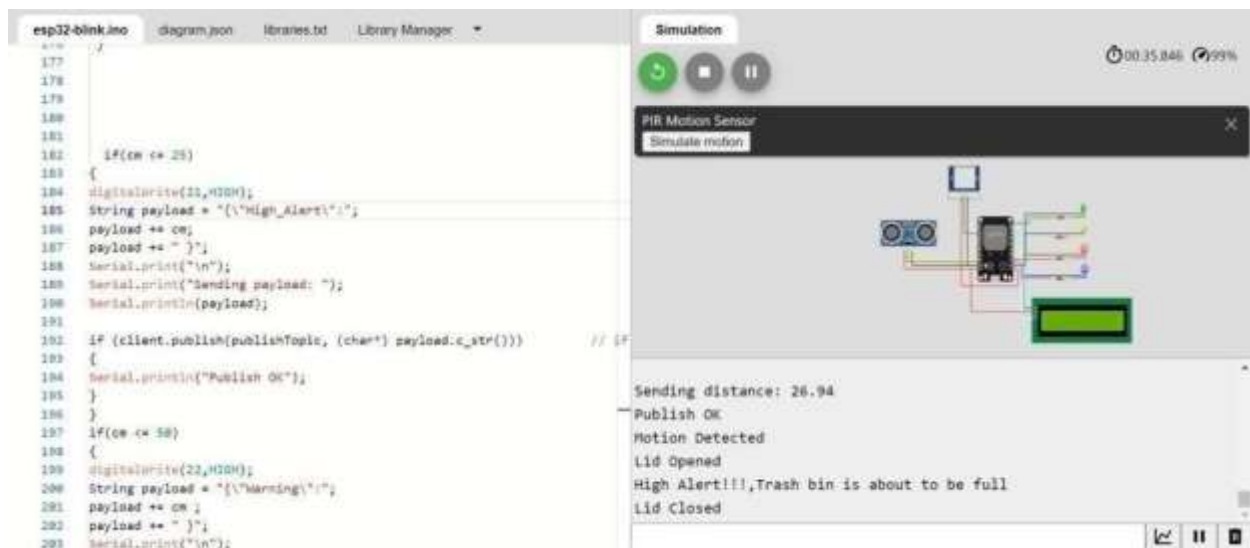 esp32-blink.ino diagram.json libraries.txt Library Manager
177
178
179
180
181
182 if(cm <= 25)
183 {
184 digitalWrite(21,HIGH);
185 String payload = "{\"High_Alert\":";
186 payload += cm;
187 payload += " }";
188 Serial.print("\n");
189 Serial.print("Sending payload: ");
190 Serial.println(payload);
191
192 if (client.publish(publishTopic, (char*) payload.c_str())) // if
193 {
194 Serial.println("Publish OK");
195 }
196 }
197 if(cm <= 50)
198 {
199 digitalWrite(22,HIGH);
200 String payload = "{\"Warning\":";
201 payload += cm ;
202 payload += " }";
203 Serial.print("\n");
Simulation
00:35.846 99%
PIR Motion Sensor
Simulate motion
Sending distance: 26.94
Publish OK
Motion Detected
Lid Opened
High Alert!!!,Trash bin is about to be full
Lid Closed